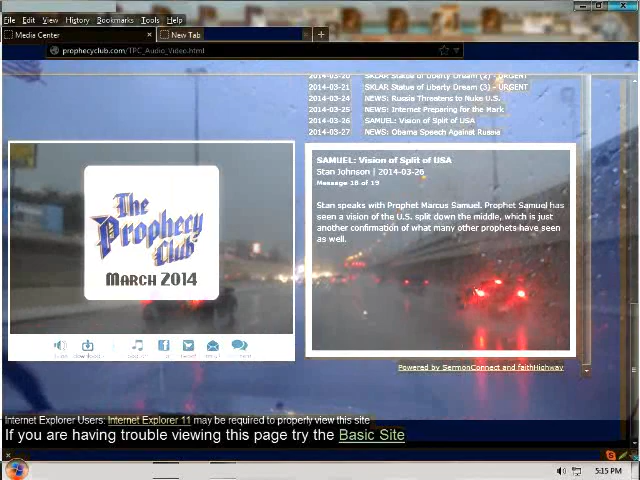 File Edit View History Bookmarks Tools Help
Media Center × New Tab +
prophecyclub.com/TPC_Audio_Video.html
2014-03-20 SKLAR Statue of Liberty Dream (2) - URGENT
2014-03-21 SKLAR Statue of Liberty Dream (3) - URGENT
2014-03-24 NEWS: Russia Threatens to Nuke U.S.
2014-03-25 NEWS: Internet Preparing for the Mark
2014-03-26 SAMUEL: Vision of Split of USA
2014-03-27 NEWS: Obama Speech Against Russia
The
Prophecy
Club
MARCH 2014
SAMUEL: Vision of Split of USA
Stan Johnson | 2014-03-26
Message 18 of 19
Stan speaks with Prophet Marcus Samuel. Prophet Samuel has
seen a vision of the U.S. split down the middle, which is just
another confirmation of what many other prophets have seen
as well.
Powered by SermonConnect and faithHighway
Internet Explorer Users: Internet Explorer 11 may be required to properly view this site
If you are having trouble viewing this page try the Basic Site
5:15 PM